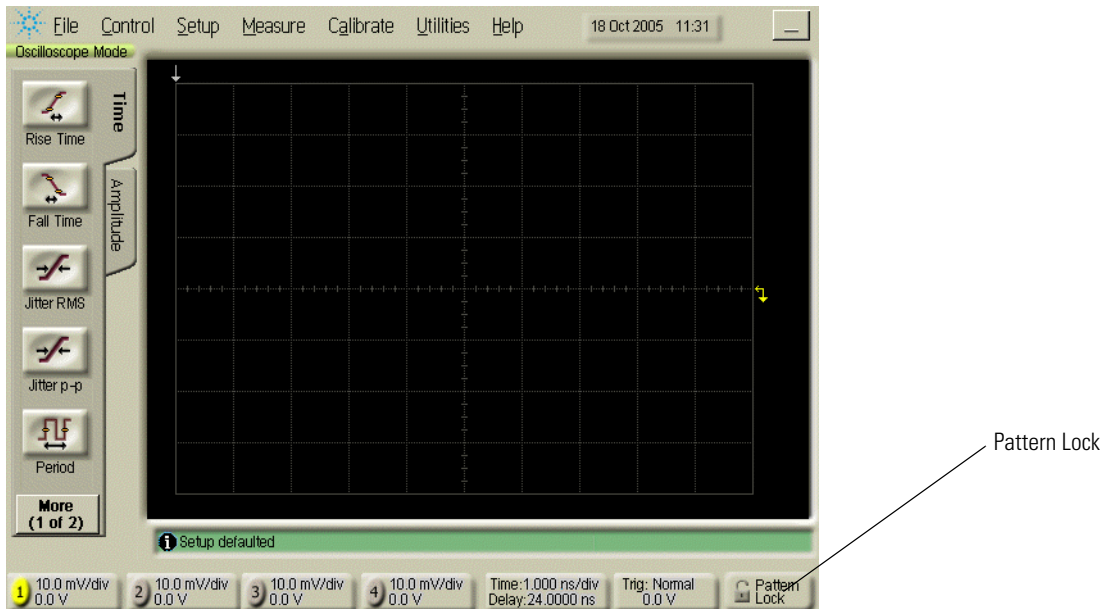 File Control Setup Measure Calibrate Utilities Help 18 Oct 2005 11:31
Oscilloscope Mode
Time
Amplitude
Rise Time
Fall Time
Jitter RMS
Jitter p-p
Period
More
(1 of 2)
Setup defaulted
1 10.0 mV/div
0.0 V
2 10.0 mV/div
0.0 V
3 10.0 mV/div
0.0 V
4 10.0 mV/div
0.0 V
Time:1.000 ns/div
Delay:24.0000 ns
Trig: Normal
0.0 V
Pattern
Lock
Pattern Lock